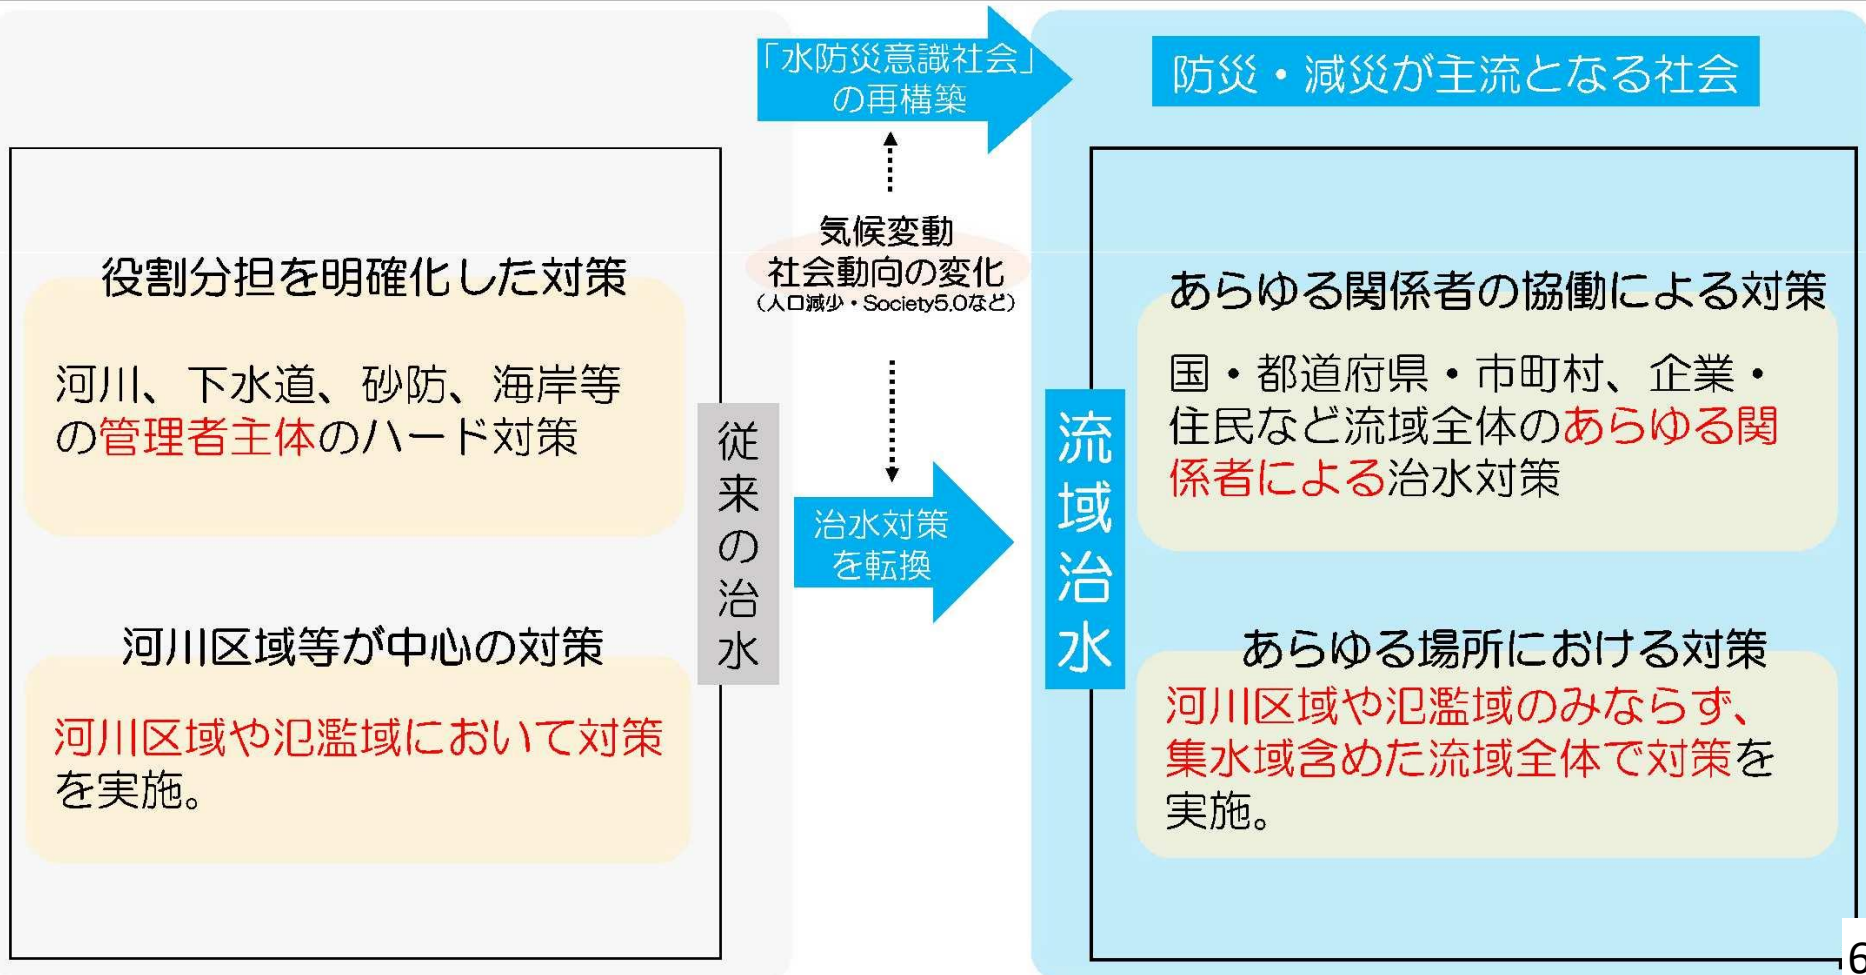 「水防災意識社会」
の再構築
防災・減災が主流となる社会
気候変動
社会動向の変化
(人口減少・Society5.0など)
役割分担を明確化した対策
河川、下水道、砂防、海岸等
の管理者主体のハード対策
河川区域等が中心の対策
河川区域や氾濫域において対策
を実施。
従来の治水
治水対策
を転換
流域治水
あらゆる関係者の協働による対策
国・都道府県・市町村、企業・
住民など流域全体のあらゆる関
係者による治水対策
あらゆる場所における対策
河川区域や氾濫域のみならず、
集水域含めた流域全体で対策を
実施。
6